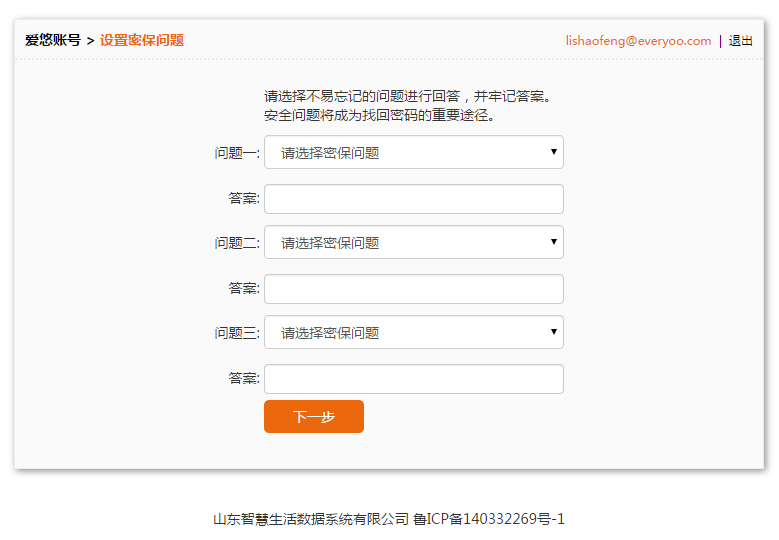 爱悠账号 > 设置密保问题
lishaofeng@everyoo.com | 退出
请选择不易忘记的问题进行回答，并牢记答案。
安全问题将成为找回密码的重要途径。
问题一: 请选择密保问题
答案:
问题二: 请选择密保问题
答案:
问题三: 请选择密保问题
答案:
下一步
山东智慧生活数据系统有限公司 鲁ICP备140332269号-1